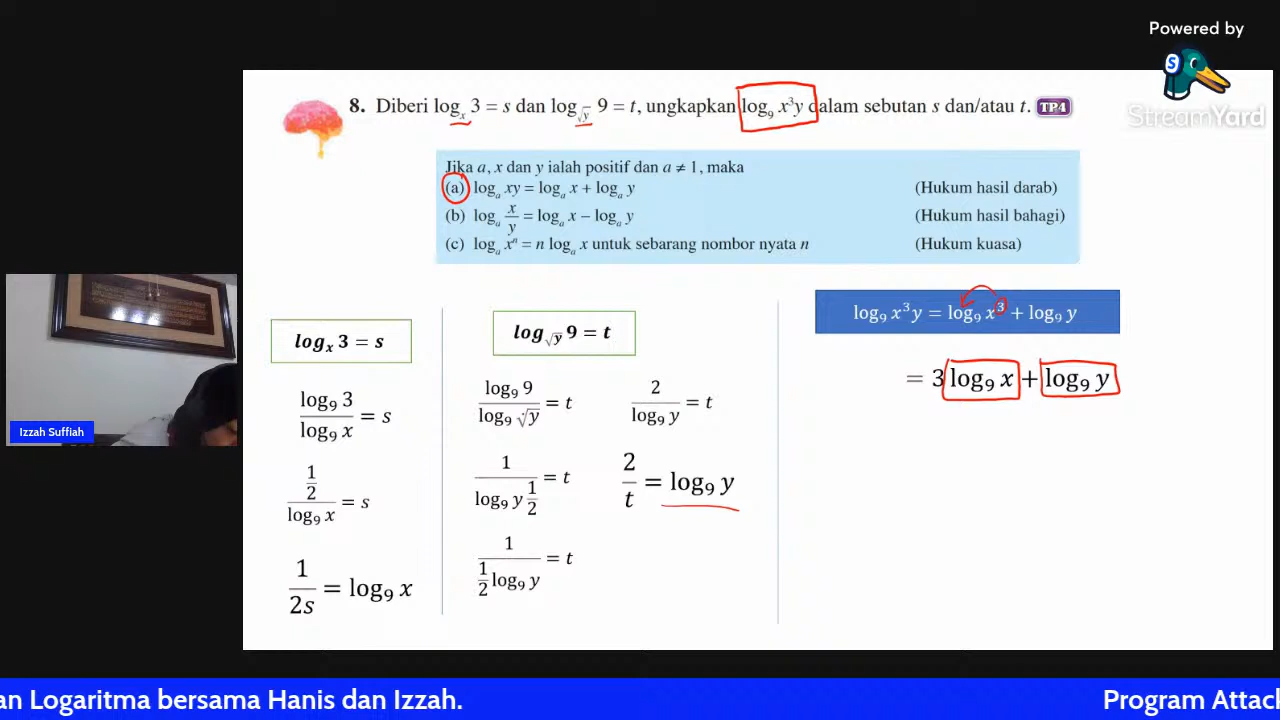 Powered by
StreamYard
8. Diberi log_x 3 = s dan log_√y 9 = t, ungkapkan log_9 x³y dalam sebutan s dan/atau t. TP4
Jika a, x dan y ialah positif dan a ≠ 1, maka
(a) log_a xy = log_a x + log_a y (Hukum hasil darab)
(b) log_a x/y = log_a x – log_a y (Hukum hasil bahagi)
(c) log_a xⁿ = n log_a x untuk sebarang nombor nyata n (Hukum kuasa)
log_x 3 = s
log_9 3 / log_9 x = s
1/2 / log_9 x = s
1/2s = log_9 x
log_√y 9 = t
log_9 9 / log_9 √y = t
1 / log_9 y 1/2 = t
1 / 1/2 log_9 y = t
2 / log_9 y = t
2/t = log_9 y
log_9 x³y = log_9 x³ + log_9 y
= 3 log_9 x + log_9 y
Izzah Suffiah
an Logaritma bersama Hanis dan Izzah. Program Attack